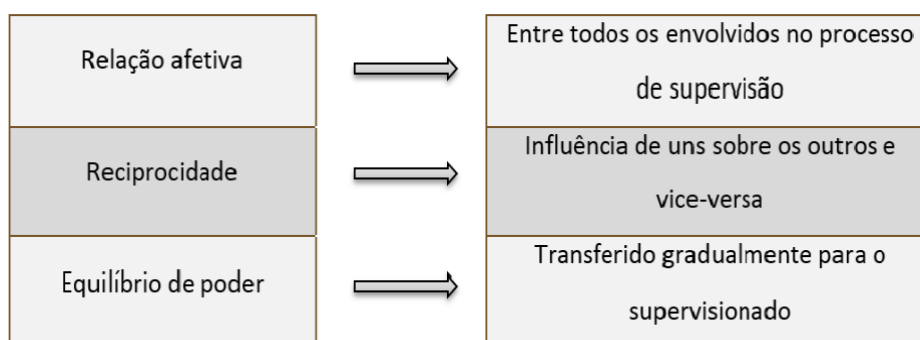 Relação afetiva
Entre todos os envolvidos no processo
de supervisão
Reciprocidade
Influência de uns sobre os outros e
vice-versa
Equilíbrio de poder
Transferido gradualmente para o
supervisionado